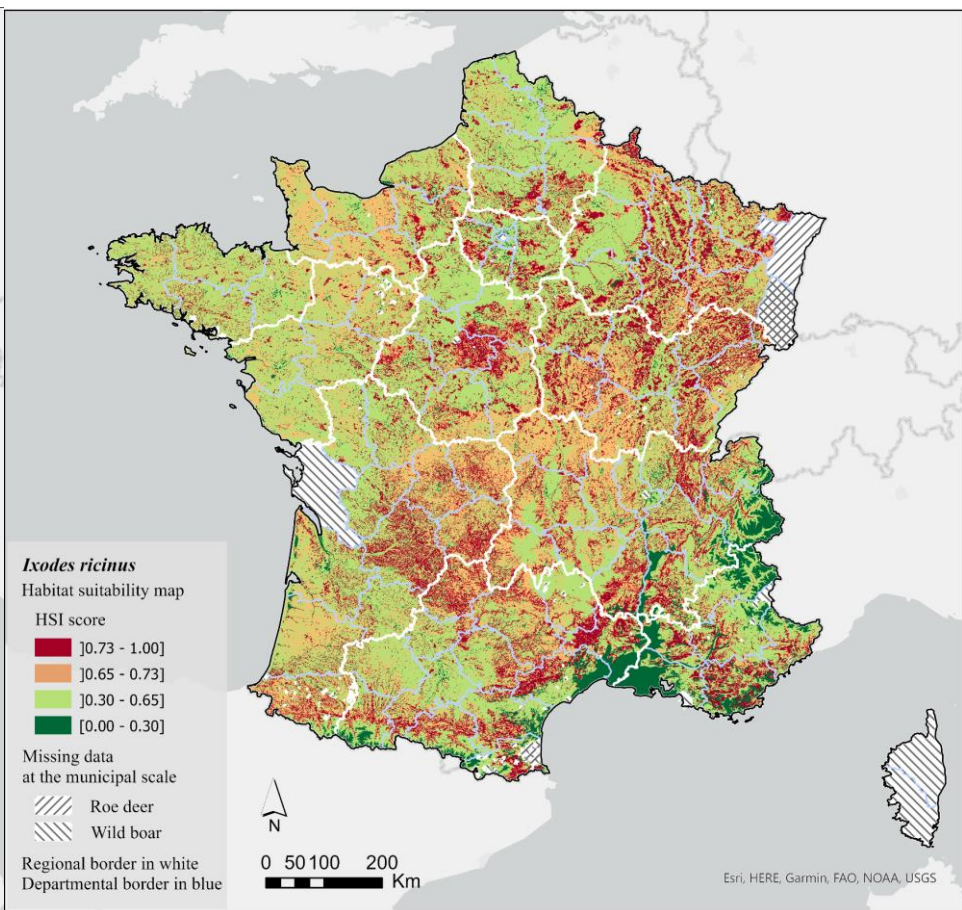 Ixodes ricinus
Habitat suitability map
HSI score
]0.73 - 1.00]
]0.65 - 0.73]
]0.30 - 0.65]
[0.00 - 0.30]
Missing data
at the municipal scale
Roe deer
Wild boar
Regional border in white
Departmental border in blue
N
0 50 100 200
Km
Esri, HERE, Garmin, FAO, NOAA, USGS